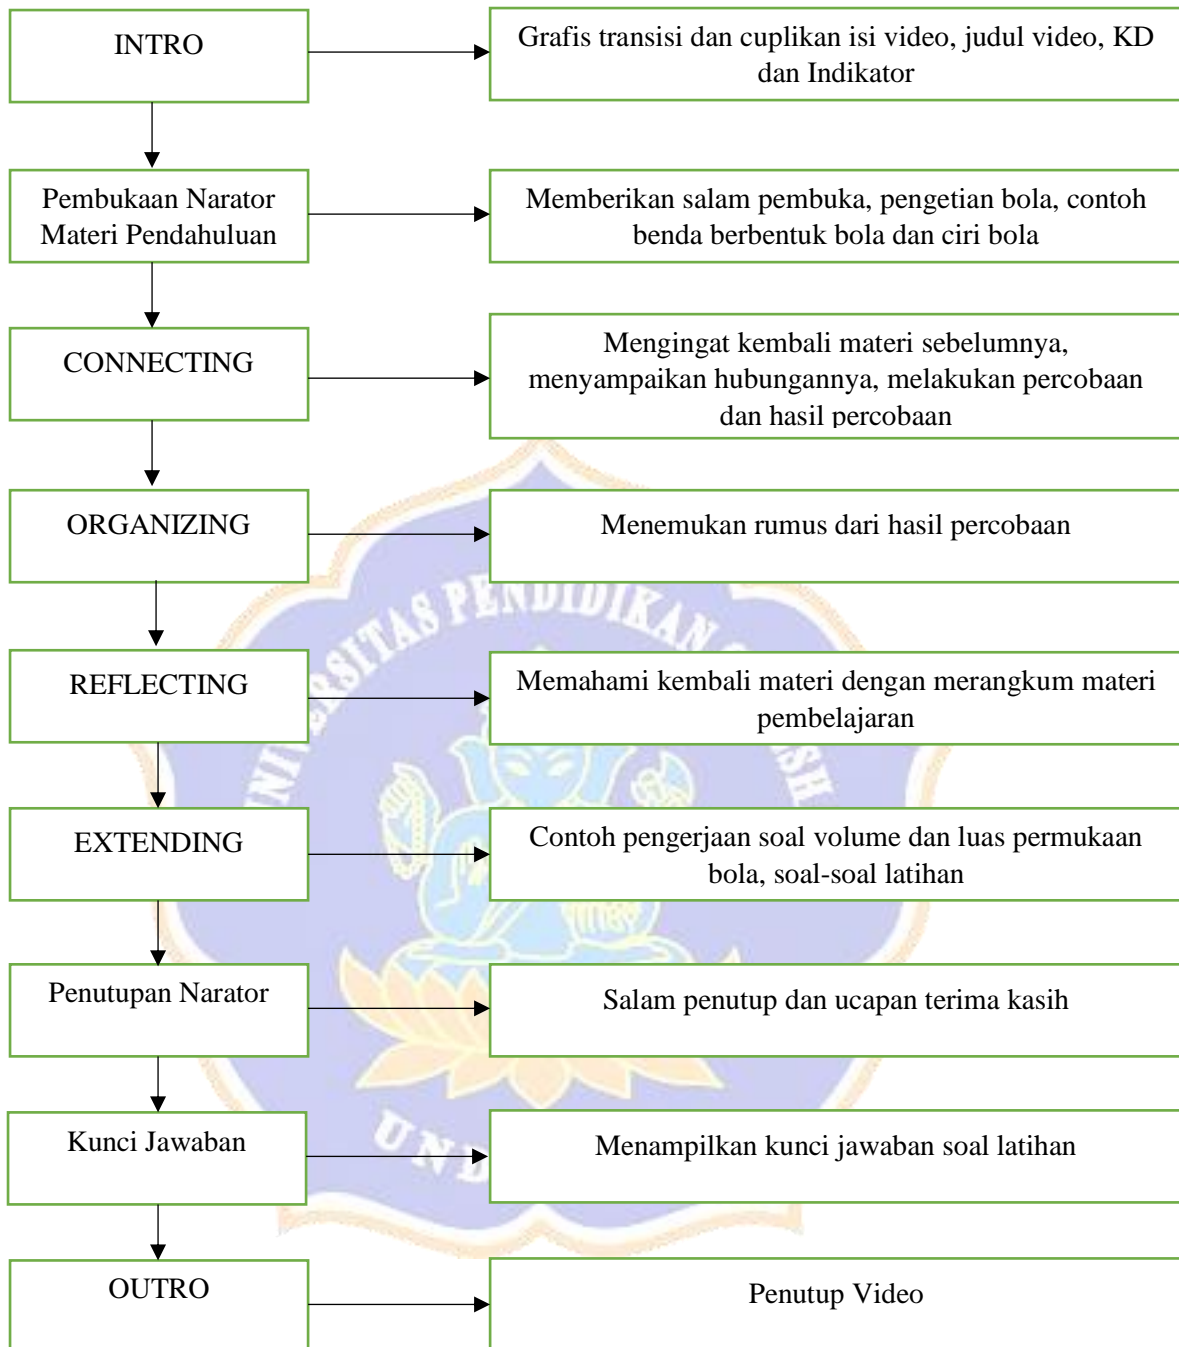 INTRO
Grafis transisi dan cuplikan isi video, judul video, KD
dan Indikator
Pembukaan Narator
Materi Pendahuluan
Memberikan salam pembuka, pengetian bola, contoh
benda berbentuk bola dan ciri bola
CONNECTING
Mengingat kembali materi sebelumnya,
menyampaikan hubungannya, melakukan percobaan
dan hasil percobaan
ORGANIZING
Menemukan rumus dari hasil percobaan
UNIVERSITAS PENDIDIKAN
REFLECTING
Memahami kembali materi dengan merangkum materi
pembelajaran
EXTENDING
Contoh pengerjaan soal volume dan luas permukaan
bola, soal-soal latihan
Penutupan Narator
Salam penutup dan ucapan terima kasih
Kunci Jawaban
Menampilkan kunci jawaban soal latihan
OUTRO
Penutup Video